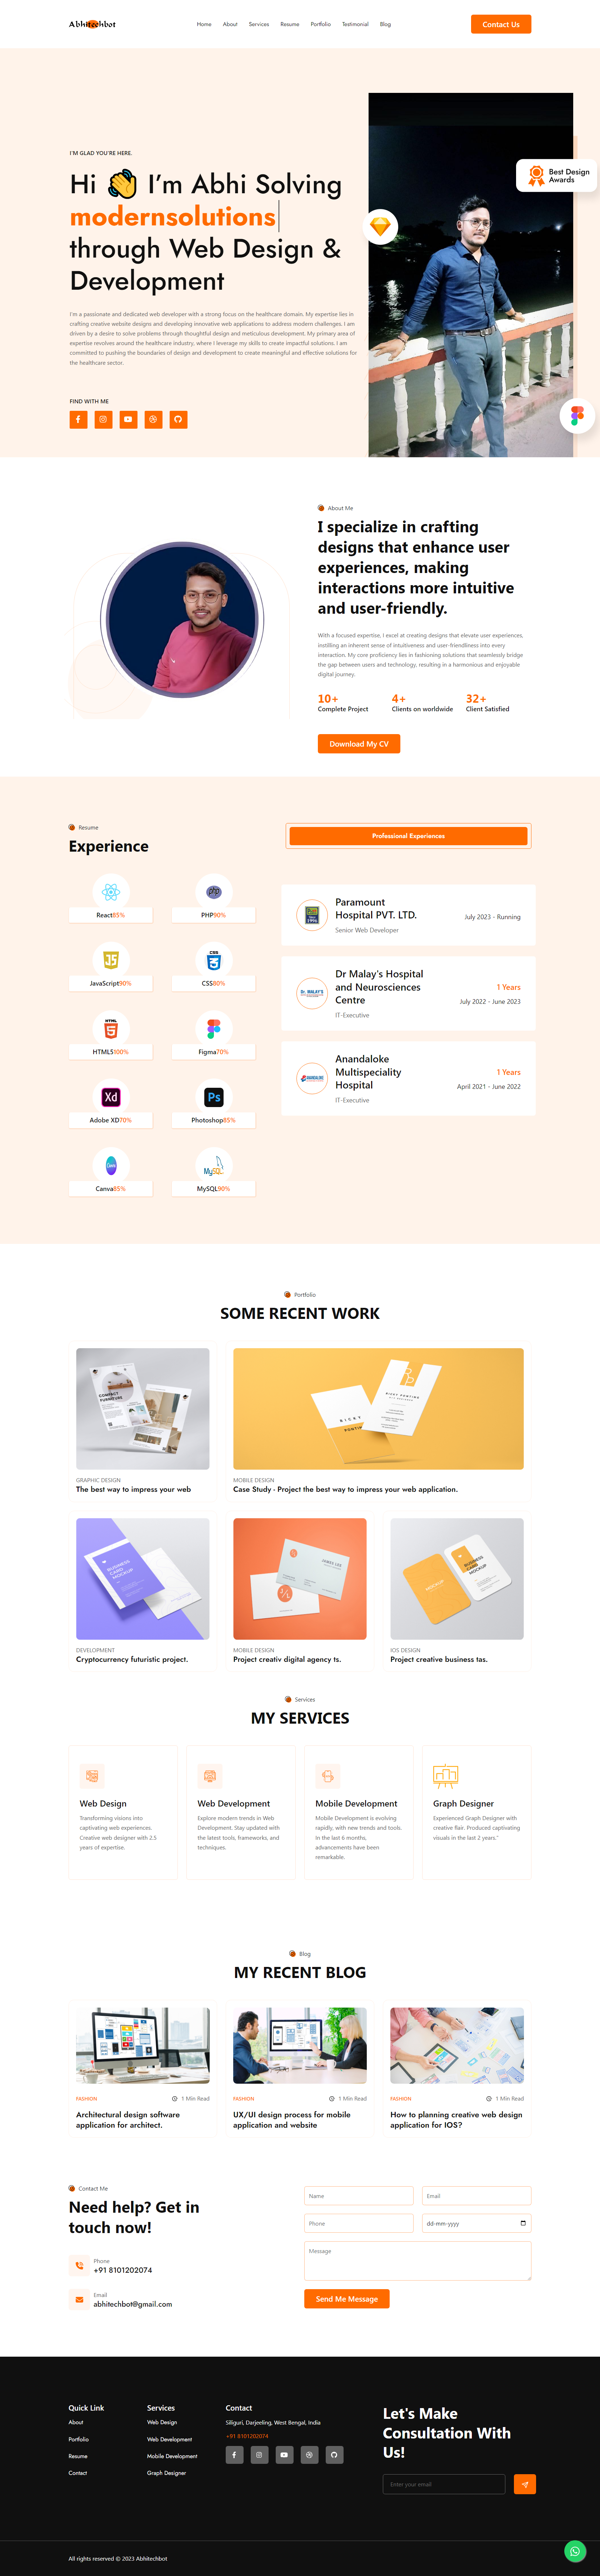 Abhitechbot
Home About Services Resume Portfolio Testimonial Blog
Contact Us
I'M GLAD YOU'RE HERE.
Hi 👋 I'm Abhi Solving
modernsolutions
through Web Design &
Development
Best Design
Awards
I'm a passionate and dedicated web developer with a strong focus on the healthcare domain. My expertise lies in
crafting creative website designs and developing innovative web applications to address modern challenges. I am
driven by a desire to solve problems through thoughtful design and meticulous development. My primary area of
expertise revolves around the healthcare industry, where I leverage my skills to create impactful solutions. I am
committed to pushing the boundaries of design and development to create meaningful and effective solutions for
the healthcare sector.
FIND WITH ME
About Me
I specialize in crafting
designs that enhance user
experiences, making
interactions more intuitive
and user-friendly.
With a focused expertise, I excel at creating designs that elevate user experiences,
instilling an inherent sense of intuitiveness and user-friendliness into every
interaction. My core proficiency lies in fashioning solutions that seamlessly bridge
the gap between users and technology, resulting in a harmonious and enjoyable
digital journey.
10+ 4+ 32+
Complete Project Clients on worldwide Client Satisfied
Download My CV
Resume
Experience
React85%
PHP90%
JavaScript90%
CSS80%
HTML5100%
Figma70%
Adobe XD70%
Photoshop85%
Canva85%
MySQL90%
Professional Experiences
Paramount
Hospital PVT. LTD.
Senior Web Developer
July 2023 - Running
Dr Malay's Hospital
and Neurosciences
Centre
IT-Executive
1 Years
July 2022 - June 2023
Anandaloke
Multispeciality
Hospital
IT-Executive
1 Years
April 2021 - June 2022
Portfolio
SOME RECENT WORK
GRAPHIC DESIGN
The best way to impress your web
MOBILE DESIGN
Case Study - Project the best way to impress your web application.
DEVELOPMENT
Cryptocurrency futuristic project.
MOBILE DESIGN
Project creativ digital agency ts.
IOS DESIGN
Project creative business tas.
Services
MY SERVICES
Web Design
Transforming visions into
captivating web experiences.
Creative web designer with 2.5
years of expertise.
Web Development
Explore modern trends in Web
Development. Stay updated with
the latest tools, frameworks, and
techniques.
Mobile Development
Mobile Development is evolving
rapidly, with new trends and tools.
In the last 6 months,
advancements have been
remarkable.
Graph Designer
Experienced Graph Designer with
creative flair. Produced captivating
visuals in the last 2 years."
Blog
MY RECENT BLOG
FASHION 1 Min Read
Architectural design software
application for architect.
FASHION 1 Min Read
UX/UI design process for mobile
application and website
FASHION 1 Min Read
How to planning creative web design
application for IOS?
Contact Me
Need help? Get in
touch now!
Phone
+91 8101202074
Email
abhitechbot@gmail.com
Name Email
Phone dd-mm-yyyy
Message
Send Me Message
Quick Link
About
Portfolio
Resume
Contact
Services
Web Design
Web Development
Mobile Development
Graph Designer
Contact
Siliguri, Darjeeling, West Bengal, India
+91 8101202074
Let's Make
Consultation With
Us!
Enter your email
All rights reserved © 2023 Abhitechbot